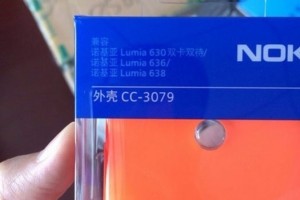 兼容
诺基亚 Lumia 630 双卡双待/
诺基亚 Lumia 636/
诺基亚 Lumia 638
NOK
外壳 CC-3079